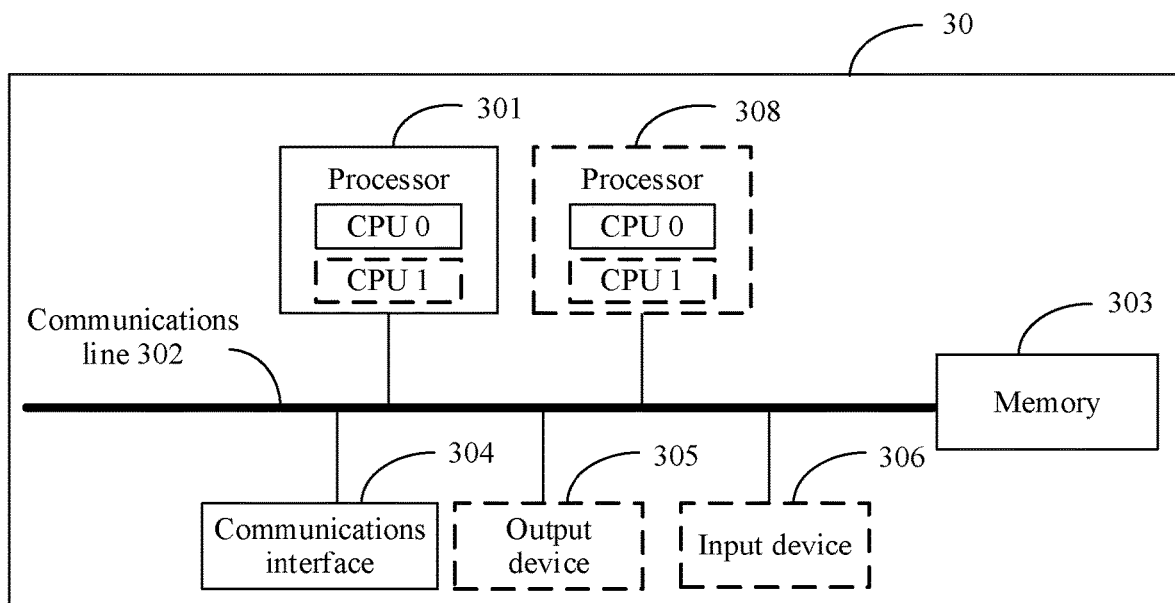 30
301
308
Processor
CPU 0
CPU 1
Processor
CPU 0
CPU 1
Communications
line 302
303
Memory
304
305
306
Communications
interface
Output
device
Input device